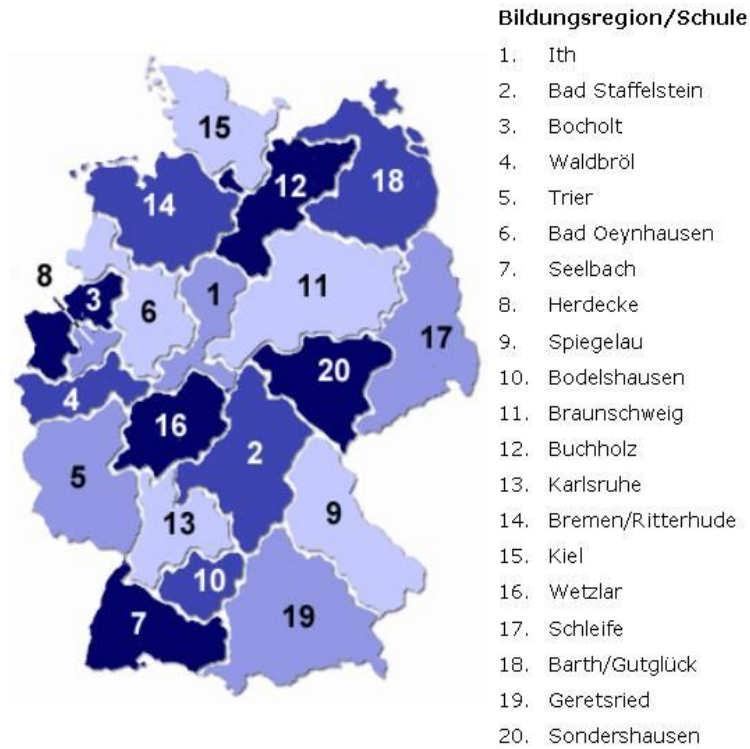 Bildungsregion/Schule
1. Ith
2. Bad Staffelstein
3. Bocholt
4. Waldbröl
5. Trier
6. Bad Oeynhausen
7. Seelbach
8. Herdecke
9. Spiegelau
10. Bodelshausen
11. Braunschweig
12. Buchholz
13. Karlsruhe
14. Bremen/Ritterhude
15. Kiel
16. Wetzlar
17. Schleife
18. Barth/Gutglück
19. Geretsried
20. Sondershausen
15
12
18
14
8
3
6
1
11
17
20
4
16
2
5
9
13
10
7
19